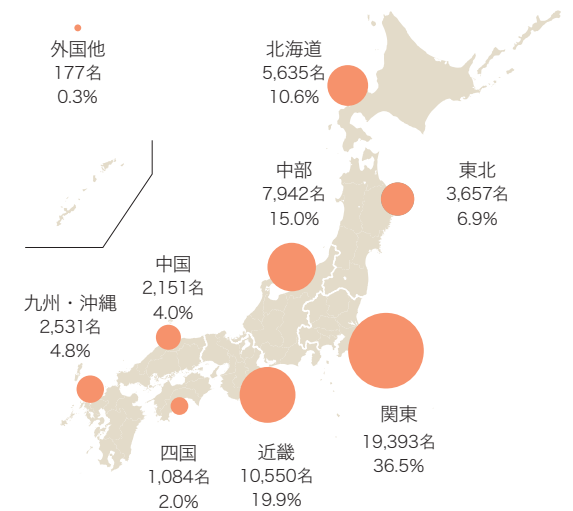 外国他
177名
0.3%
北海道
5,635名
10.6%
中部
7,942名
15.0%
東北
3,657名
6.9%
中国
2,151名
4.0%
九州・沖縄
2,531名
4.8%
関東
19,393名
36.5%
四国
1,084名
2.0%
近畿
10,550名
19.9%